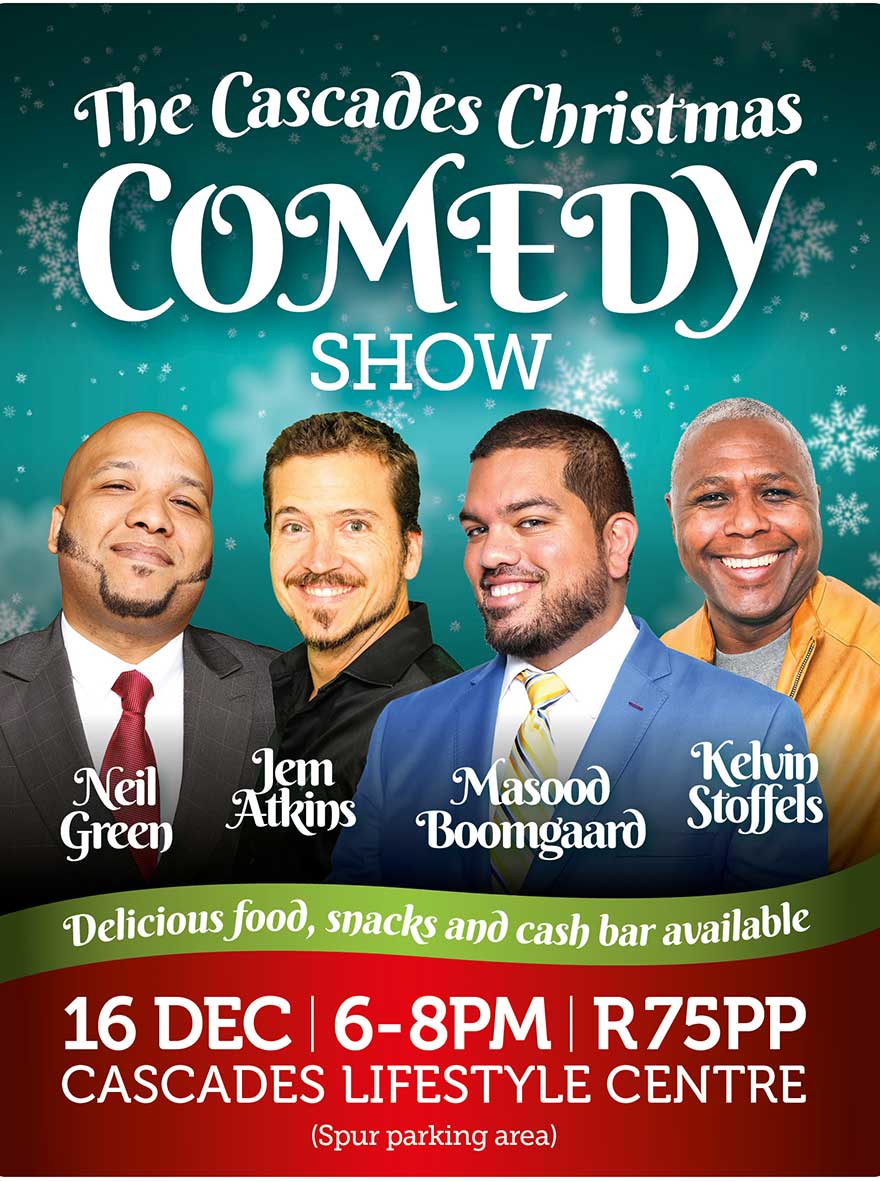 The Cascades Christmas
COMEDY
SHOW
Neil
Green
Jem
Atkins
Masood
Boomgaard
Kelvin
Stoffels
Delicious food, snacks and cash bar available
16 DEC | 6-8PM | R75PP
CASCADES LIFESTYLE CENTRE
(Spur parking area)